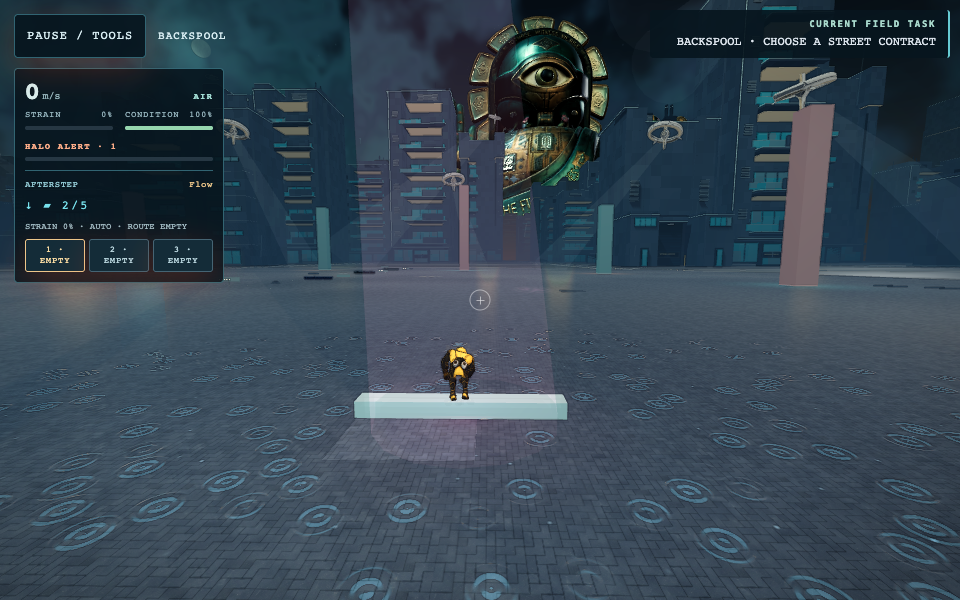 PAUSE / TOOLS
BACKSPOOL
CURRENT FIELD TASK
BACKSPOOL · CHOOSE A STREET CONTRACT
0 m/s
AIR
STRAIN 0%
CONDITION 100%
HALO ALERT · 1
AFTERSTEP
Flow
↓ ▰ 2/5
STRAIN 0% · AUTO · ROUTE EMPTY
1 · EMPTY
2 · EMPTY
3 · EMPTY